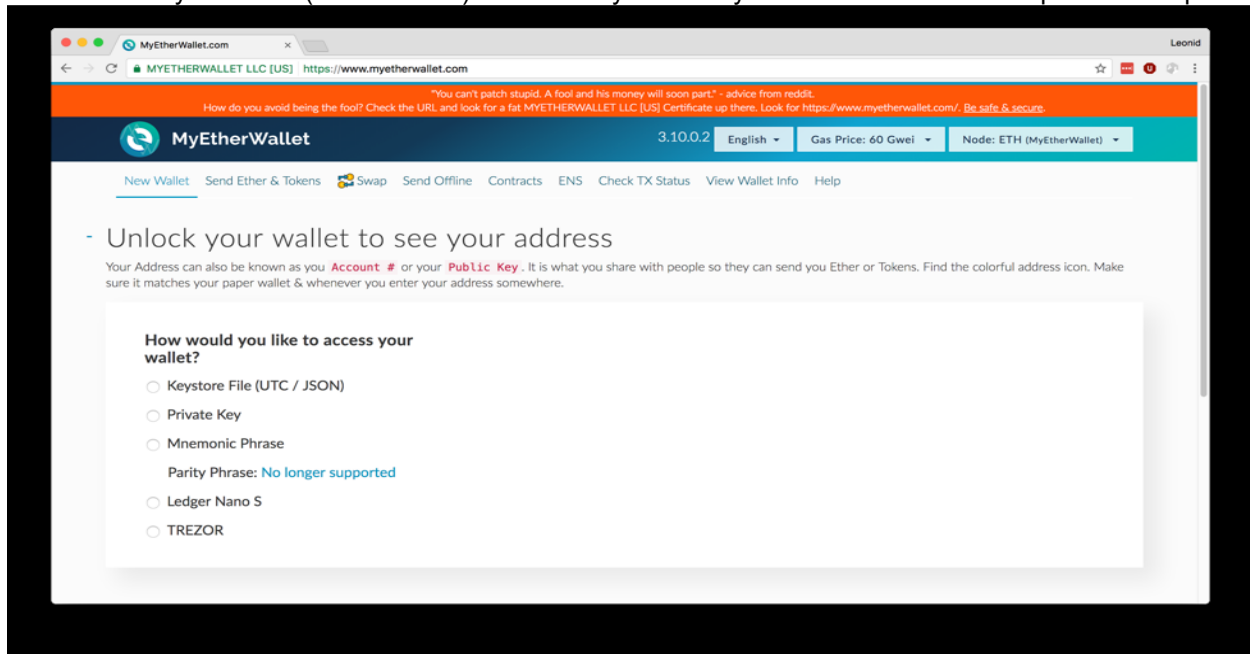 MyEtherWallet.com
Leonid
MYETHERWALLET LLC [US] https://www.myetherwallet.com
"You can't patch stupid. A fool and his money will soon part." - advice from reddit.
How do you avoid being the fool? Check the URL and look for a fat MYETHERWALLET LLC [US] Certificate up there. Look for https://www.myetherwallet.com/. Be safe & secure.
MyEtherWallet
3.10.0.2 English Gas Price: 60 Gwei Node: ETH (MyEtherWallet)
New Wallet Send Ether & Tokens Swap Send Offline Contracts ENS Check TX Status View Wallet Info Help
- Unlock your wallet to see your address
Your Address can also be known as you Account # or your Public Key. It is what you share with people so they can send you Ether or Tokens. Find the colorful address icon. Make
sure it matches your paper wallet & whenever you enter your address somewhere.
How would you like to access your
wallet?
Keystore File (UTC / JSON)
Private Key
Mnemonic Phrase
Parity Phrase: No longer supported
Ledger Nano S
TREZOR